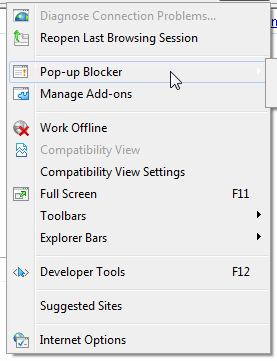 Diagnose Connection Problems...
Reopen Last Browsing Session
Pop-up Blocker
Manage Add-ons
Work Offline
Compatibility View
Compatibility View Settings
Full Screen F11
Toolbars
Explorer Bars
Developer Tools F12
Suggested Sites
Internet Options